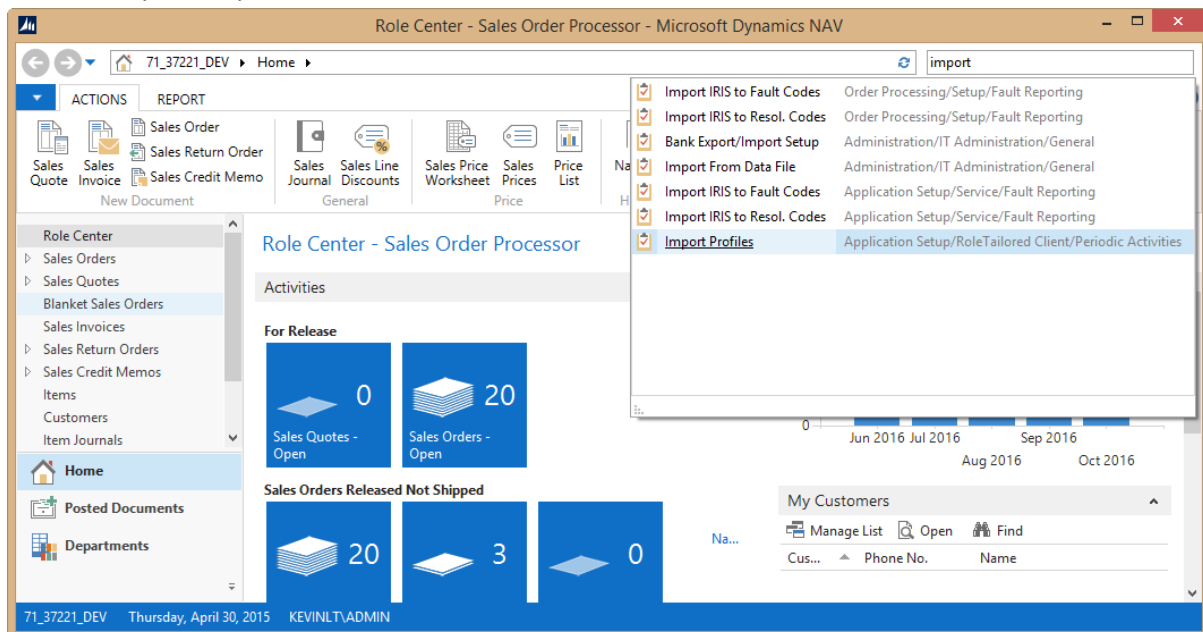 Role Center - Sales Order Processor - Microsoft Dynamics NAV
71_37221_DEV Home
import
ACTIONS REPORT
Sales Quote
Sales Invoice
Sales Order
Sales Return Order
Sales Credit Memo
New Document
Sales Journal
Sales Line Discounts
General
Sales Price Worksheet
Sales Prices
Price List
Price
Na
H
Import IRIS to Fault Codes Order Processing/Setup/Fault Reporting
Import IRIS to Resol. Codes Order Processing/Setup/Fault Reporting
Bank Export/Import Setup Administration/IT Administration/General
Import From Data File Administration/IT Administration/General
Import IRIS to Fault Codes Application Setup/Service/Fault Reporting
Import IRIS to Resol. Codes Application Setup/Service/Fault Reporting
Import Profiles Application Setup/RoleTailored Client/Periodic Activities
Role Center
Sales Orders
Sales Quotes
Blanket Sales Orders
Sales Invoices
Sales Return Orders
Sales Credit Memos
Items
Customers
Item Journals
Home
Posted Documents
Departments
Role Center - Sales Order Processor
Activities
For Release
0
Sales Quotes -
Open
20
Sales Orders -
Open
Sales Orders Released Not Shipped
20
3
0
Na...
0
Jun 2016 Jul 2016 Sep 2016
Aug 2016 Oct 2016
My Customers
Manage List Open Find
Cus... Phone No. Name
71_37221_DEV Thursday, April 30, 2015 KEVINLT\ADMIN